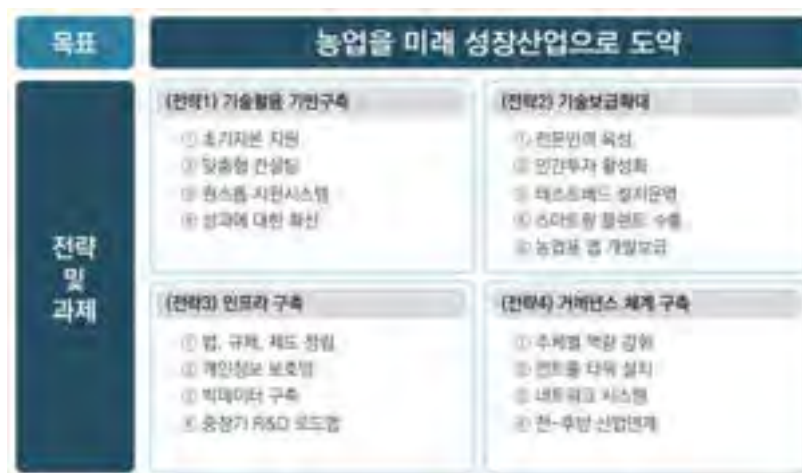 목표
농업을 미래 성장산업으로 도약
전략
및
과제
(전략1) 기술활용 기반구축
① 초기자본 지원
② 맞춤형 컨설팅
③ 원스톱 지원시스템
④ 성과에 대한 확신
(전략2) 기술보급확대
① 전문인력 육성
② 민간투자 활성화
③ 테스트베드 설치운영
④ 스마트팜 플랜트 수출
⑤ 농업용 앱 개발보급
(전략3) 인프라 구축
① 법, 규제, 제도 정립
② 개인정보 보호법
③ 빅데이터 구축
④ 중장기 R&D 로드맵
(전략4) 거버넌스 체계 구축
① 주체별 역량 강화
② 컨트롤 타워 설치
③ 네트워크 시스템
④ 전-후방 산업연계